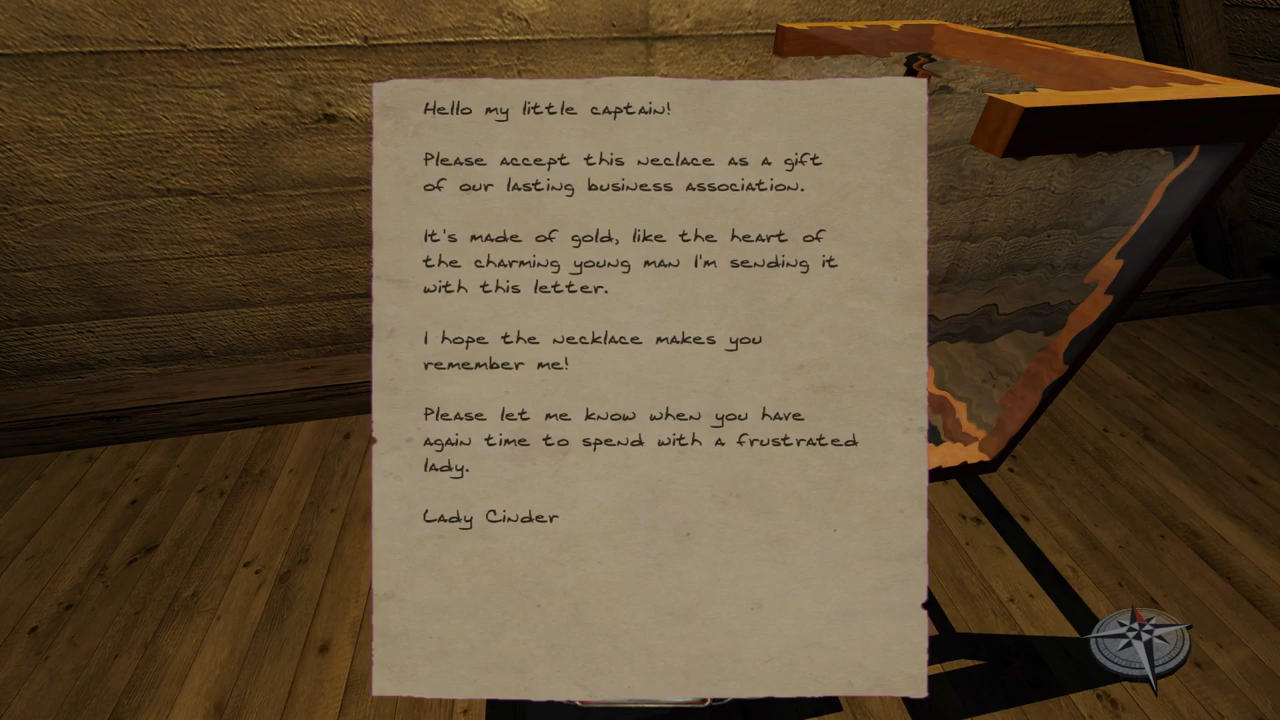 Hello my little captain!
Please accept this neclace as a gift
of our lasting business association.
It's made of gold, like the heart of
the charming young man I'm sending it
with this letter.
I hope the necklace makes you
remember me!
Please let me know when you have
again time to spend with a frustrated
lady.
Lady Cinder